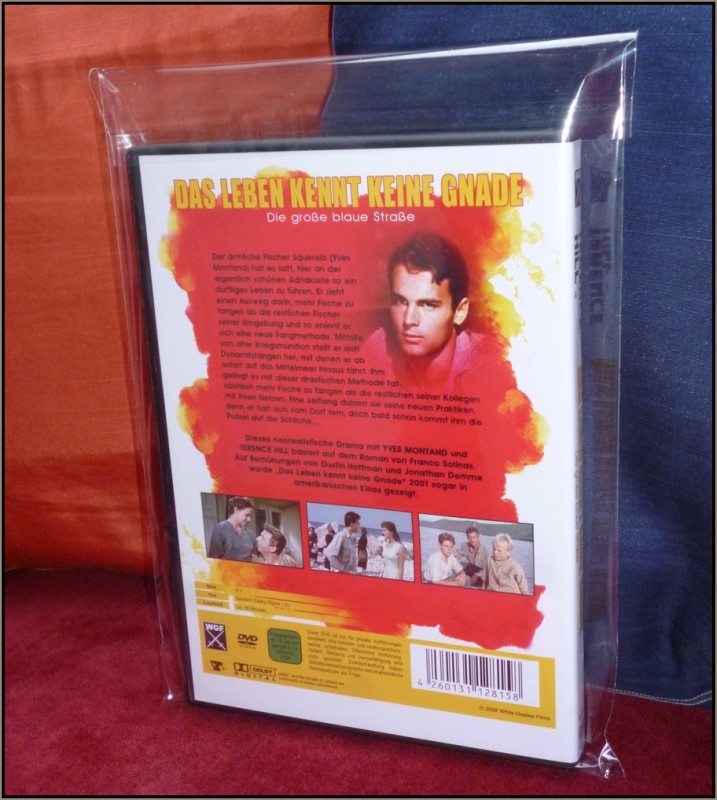 DAS LEBEN KENNT KEINE GNADE
Die große blaue Straße
Der ärmliche Fischer Squarelo (Yves
Montand) hat es satt, hier an der
eigentlich schönen Adriaküste so ein
dürftiges Leben zu führen. Er sieht
einen Ausweg darin, mehr Fische zu
fangen als die restlichen Fischer
seiner Umgebung und so ersinnt er
sich eine neue Fangmethode. Mithilfe
von alter Kriegsmunition stellt er sich
Dynamitstangen her, mit denen er ab
sofort auf das Mittelmeer hinaus fährt. Ihm
gelingt es mit dieser drastischen Methode tat-
sächlich mehr Fische zu fangen als die restlichen seiner Kollegen
mit ihren Netzen. Eine zeitlang dulden sie seine neuen Praktiken,
denn er hält sich vom Dorf fern, doch bald schon kommt ihm die
Polizei auf die Schliche...
Dieses neorealistische Drama mit YVES MONTAND und
TERENCE HILL basiert auf dem Roman von Franco Solinas.
Auf Bemühungen von Dustin Hoffman und Jonathan Demme
wurde „Das Leben kennt keine Gnade" 2001 sogar in
amerikanischen Kinos gezeigt.
Bild
Ton
Laufzeit
WGF
DVD
DOLBY
DIGITAL
4 260131 128158
© 2008 White Goafee Films